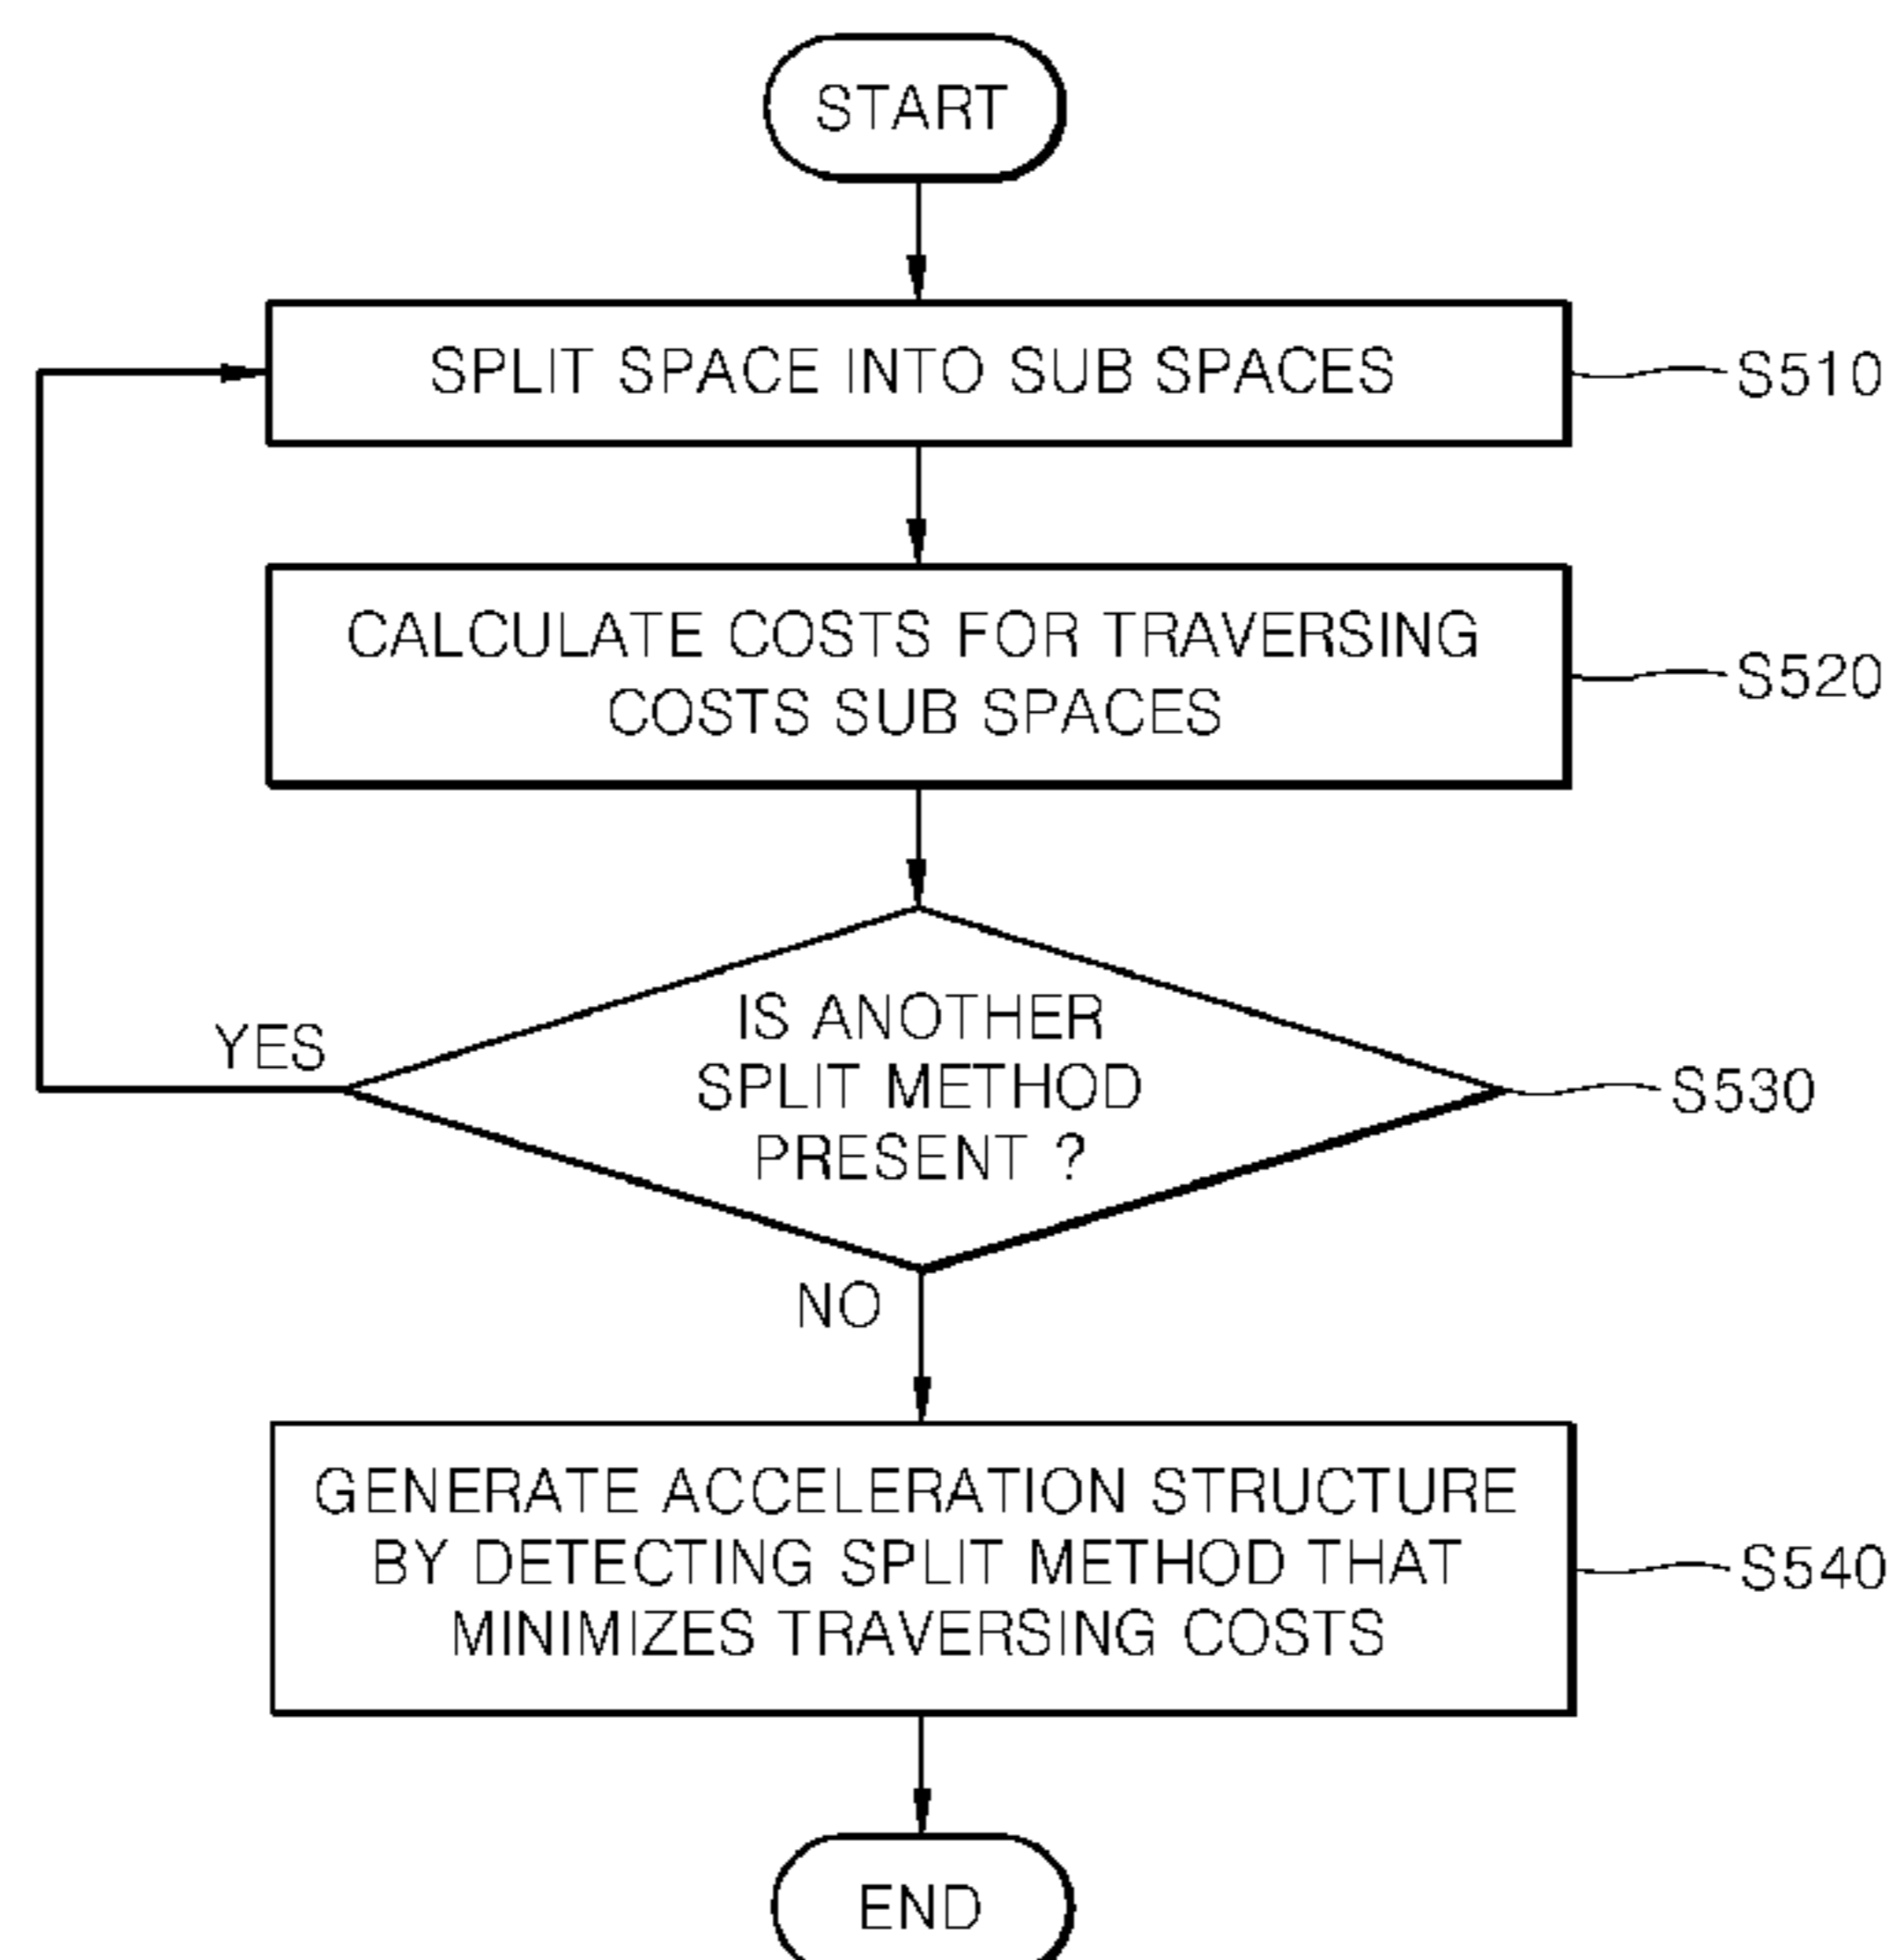 START
SPLIT SPACE INTO SUB SPACES
S510
CALCULATE COSTS FOR TRAVERSING
COSTS SUB SPACES
S520
IS ANOTHER
SPLIT METHOD
PRESENT ?
S530
YES
NO
GENERATE ACCELERATION STRUCTURE
BY DETECTING SPLIT METHOD THAT
MINIMIZES TRAVERSING COSTS
S540
END